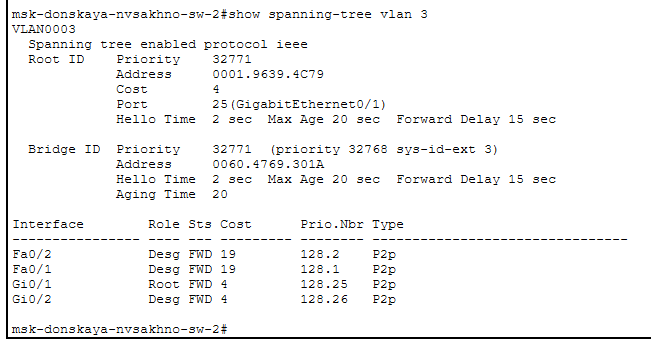 msk-donskaya-nvsakhno-sw-2#show spanning-tree vlan 3
VLAN0003
  Spanning tree enabled protocol ieee
  Root ID    Priority    32771
             Address     0001.9639.4C79
             Cost        4
             Port        25(GigabitEthernet0/1)
             Hello Time  2 sec  Max Age 20 sec  Forward Delay 15 sec

  Bridge ID  Priority    32771  (priority 32768 sys-id-ext 3)
             Address     0060.4769.301A
             Hello Time  2 sec  Max Age 20 sec  Forward Delay 15 sec
             Aging Time  20

Interface        Role Sts Cost      Prio.Nbr Type
---------------- ---- --- --------- -------- --------------------------------
Fa0/2            Desg FWD 19        128.2    P2p
Fa0/1            Desg FWD 19        128.1    P2p
Gi0/1            Root FWD 4         128.25   P2p
Gi0/2            Desg FWD 4         128.26   P2p

msk-donskaya-nvsakhno-sw-2#